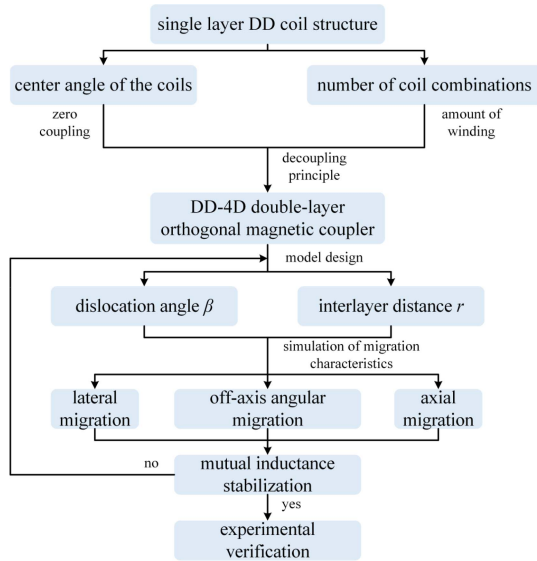 single layer DD coil structure
center angle of the coils
number of coil combinations
zero
coupling
amount of
winding
decoupling
principle
DD-4D double-layer
orthogonal magnetic coupler
model design
dislocation angle β
interlayer distance r
simulation of migration
characteristics
lateral
migration
off-axis angular
migration
axial
migration
no
mutual inductance
stabilization
yes
experimental
verification